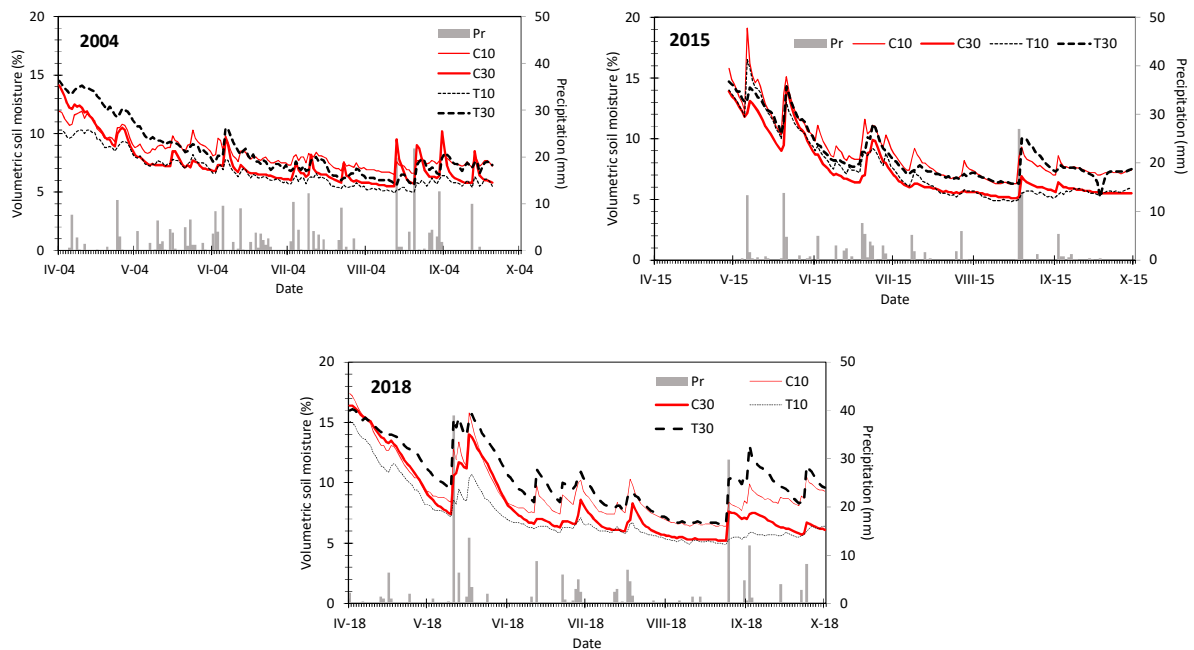 2004
Pr
C10
C30
T10
T30
Volumetric soil moisture (%)
20
15
10
5
0
Precipitation (mm)
50
40
30
20
10
0
IV-04 V-04 VI-04 VII-04 VIII-04 IX-04 X-04
Date
2015
Pr C10 C30 T10 T30
Volumetric soil moisture (%)
20
15
10
5
0
Precipitation (mm)
50
40
30
20
10
0
IV-15 V-15 VI-15 VII-15 VIII-15 IX-15 X-15
Date
2018
Pr C10
C30 T10
T30
Volumetric soil moisture (%)
20
15
10
5
0
Precipitation (mm)
50
40
30
20
10
0
IV-18 V-18 VI-18 VII-18 VIII-18 IX-18 X-18
Date